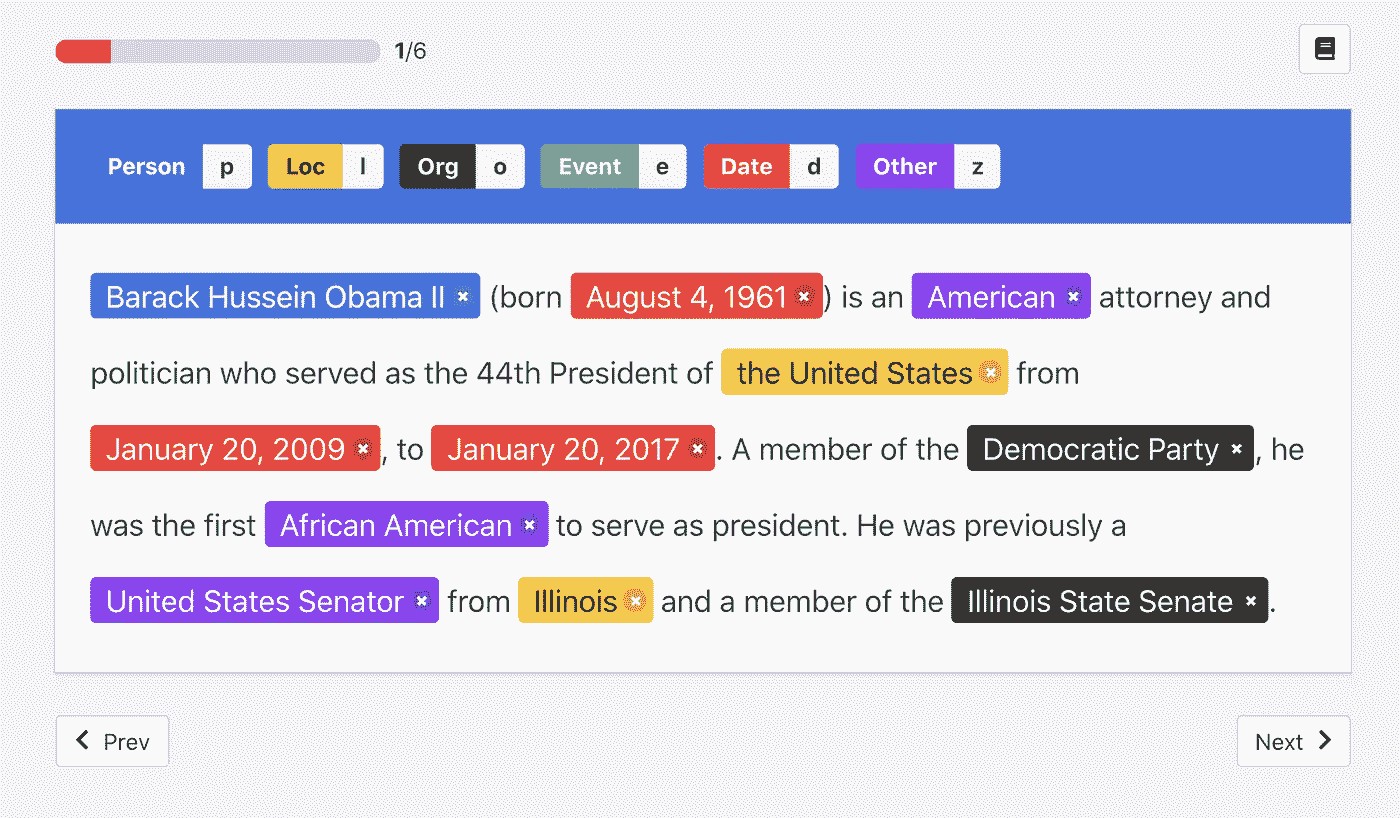 1/6
Person p Loc l Org o Event e Date d Other z
Barack Hussein Obama II (born August 4, 1961) is an American attorney and
politician who served as the 44th President of the United States from
January 20, 2009, to January 20, 2017. A member of the Democratic Party, he
was the first African American to serve as president. He was previously a
United States Senator from Illinois and a member of the Illinois State Senate.
Prev Next